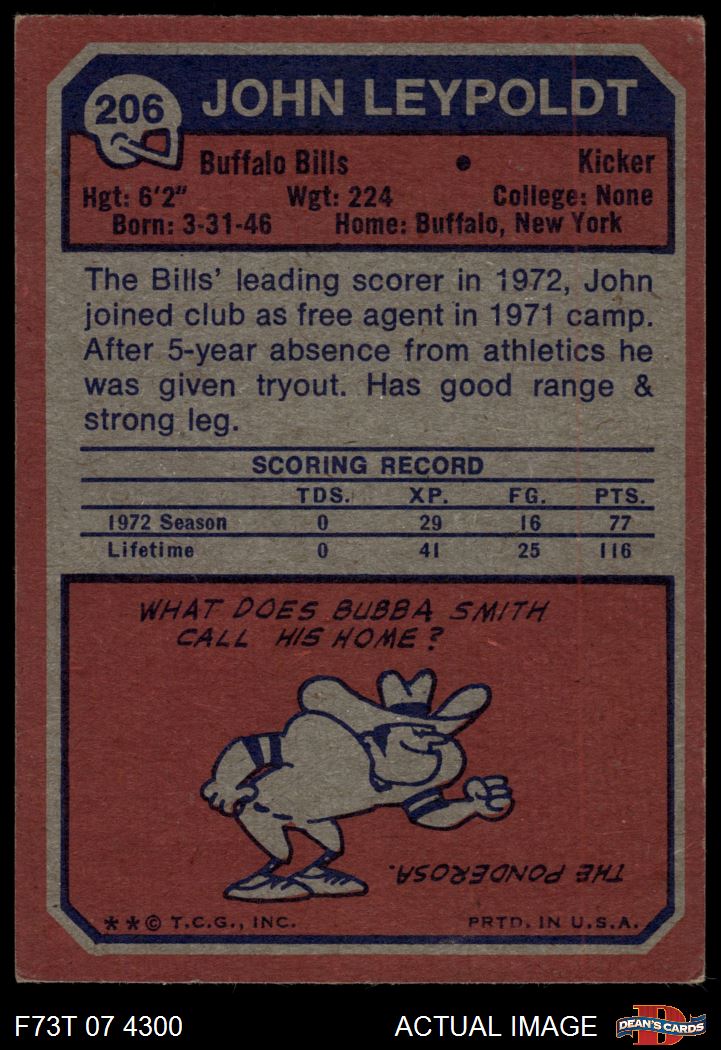 206
JOHN LEYPOLDT
Buffalo Bills • Kicker
Hgt: 6'2" Wgt: 224 College: None
Born: 3-31-46 Home: Buffalo, New York
The Bills' leading scorer in 1972, John
joined club as free agent in 1971 camp.
After 5-year absence from athletics he
was given tryout. Has good range &
strong leg.
SCORING RECORD
TDS. XP. FG. PTS.
1972 Season 0 29 16 77
Lifetime 0 41 25 116
WHAT DOES BUBBA SMITH
CALL HIS HOME?
THE PONDEROSA.
**© T.C.G., INC. PRTD. IN U.S.A.
F73T 07 4300 ACTUAL IMAGE D DEAN'S CARDS